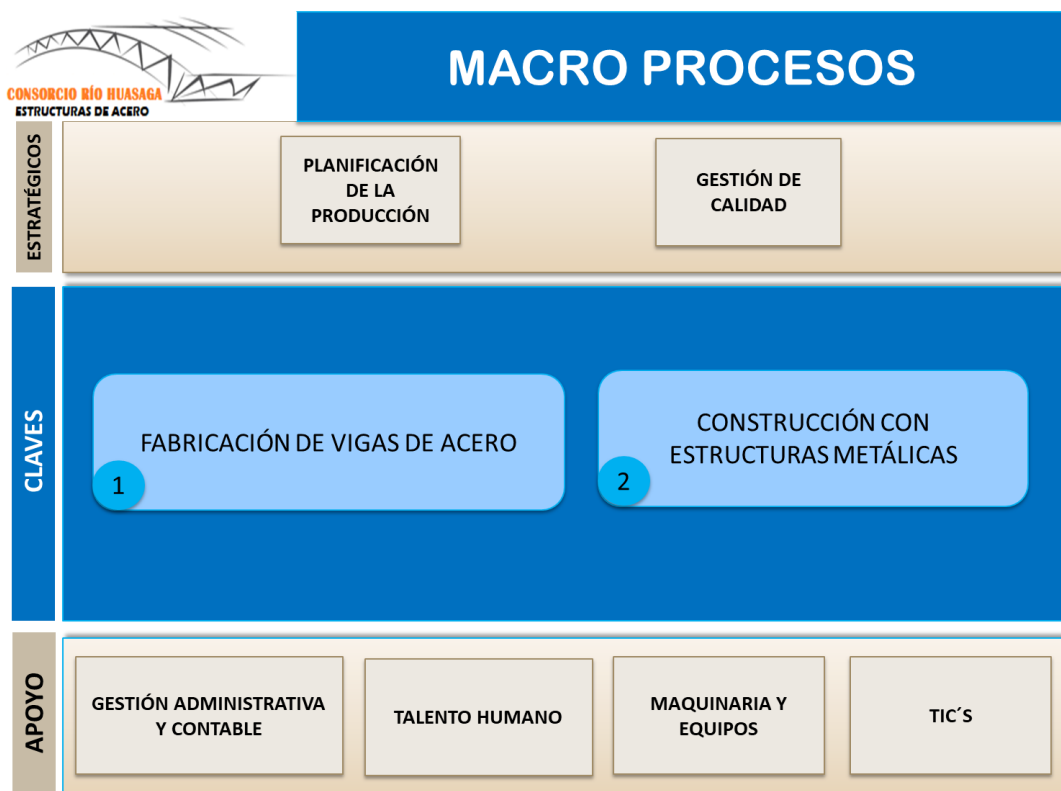 CONSORCIO RÍO HUASAGA
ESTRUCTURAS DE ACERO
MACRO PROCESOS
ESTRATÉGICOS
PLANIFICACIÓN
DE LA
PRODUCCIÓN
GESTIÓN DE
CALIDAD
CLAVES
FABRICACIÓN DE VIGAS DE ACERO
1
CONSTRUCCIÓN CON
ESTRUCTURAS METÁLICAS
2
APOYO
GESTIÓN ADMINISTRATIVA
Y CONTABLE
TALENTO HUMANO
MAQUINARIA Y
EQUIPOS
TIC´S